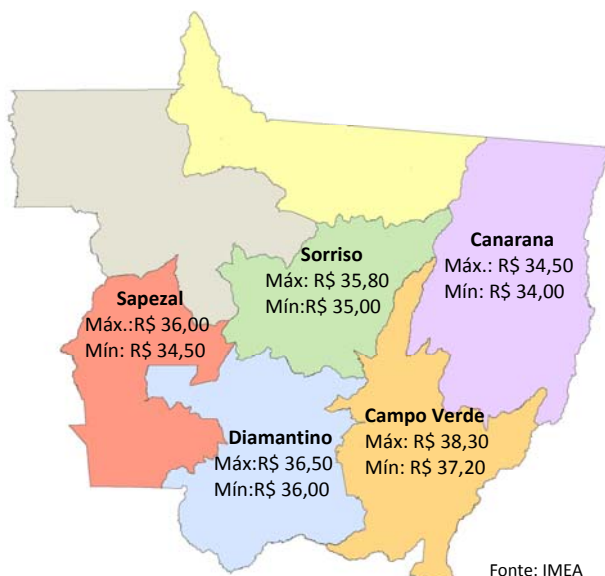 Sorriso
Máx: R$ 35,80
Mín:R$ 35,00
Canarana
Máx.: R$ 34,50
Mín: R$ 34,00
Sapezal
Máx.:R$ 36,00
Mín: R$ 34,50
Campo Verde
Máx: R$ 38,30
Mín: R$ 37,20
Diamantino
Máx:R$ 36,50
Mín:R$ 36,00
Fonte: IMEA